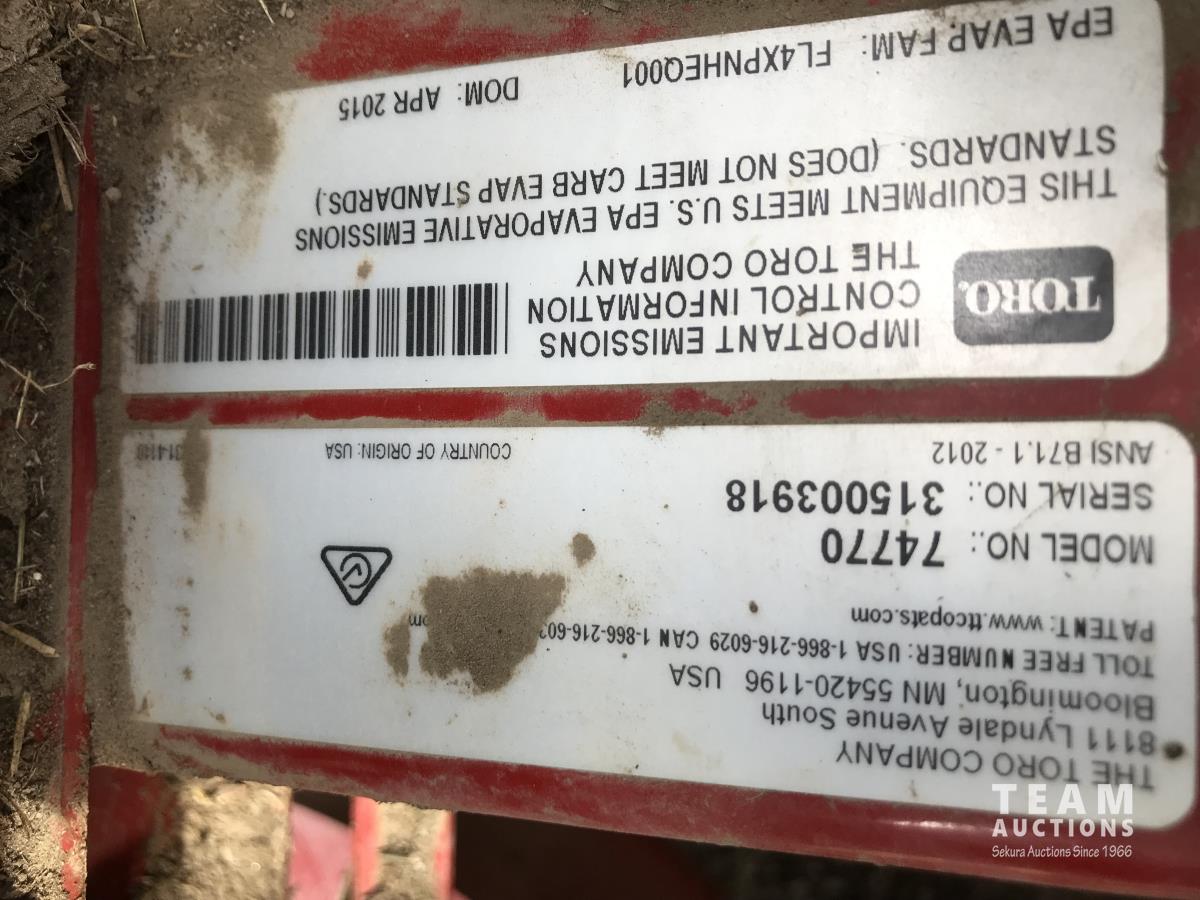 THE TORO COMPANY
8111 Lyndale Avenue South
Bloomington, MN 55420-1196 USA
TOLL FREE NUMBER: USA 1-866-216-6029 CAN 1-866-216-603
PATENT: www.ttcopats.com
MODEL NO.: 74770
SERIAL NO.: 315003918
ANSI B71.1 - 2012
COUNTRY OF ORIGIN: USA
TORO.
IMPORTANT EMISSIONS
CONTROL INFORMATION
THE TORO COMPANY
THIS EQUIPMENT MEETS U.S. EPA EVAPORATIVE EMISSIONS
STANDARDS. (DOES NOT MEET CARB EVAP STANDARDS.)
EPA EVAP. FAM: FL4XPNHEQ001 DOM: APR 2015
TEAM
AUCTIONS
Sekura Auctions Since 1966